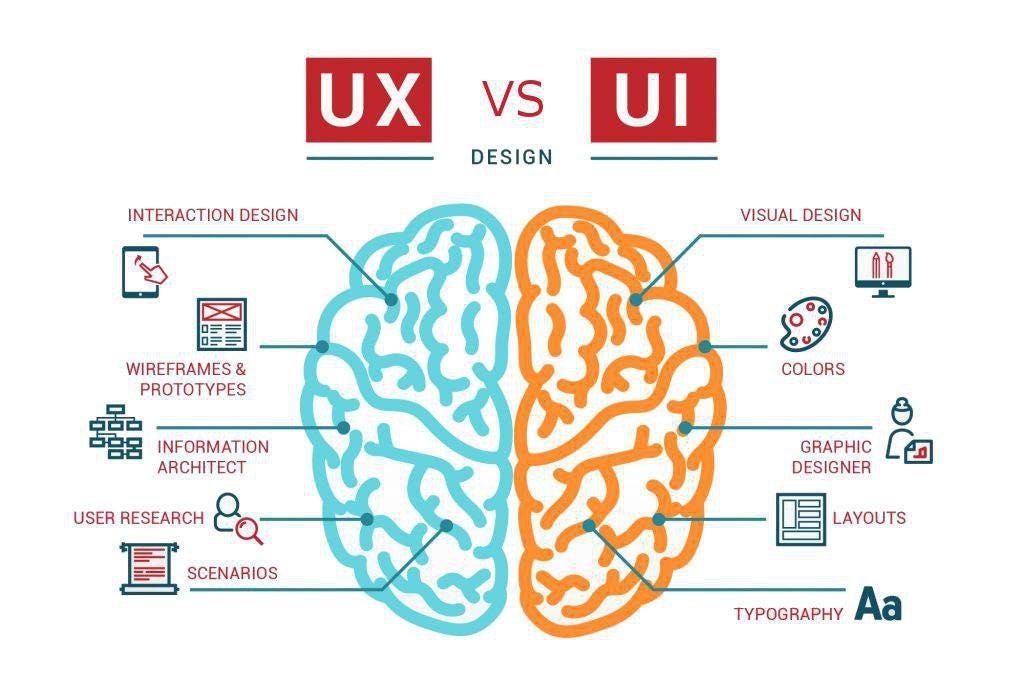 UX VS UI
DESIGN
INTERACTION DESIGN
WIREFRAMES &
PROTOTYPES
INFORMATION
ARCHITECT
USER RESEARCH
SCENARIOS
VISUAL DESIGN
COLORS
GRAPHIC
DESIGNER
LAYOUTS
TYPOGRAPHY
Aa